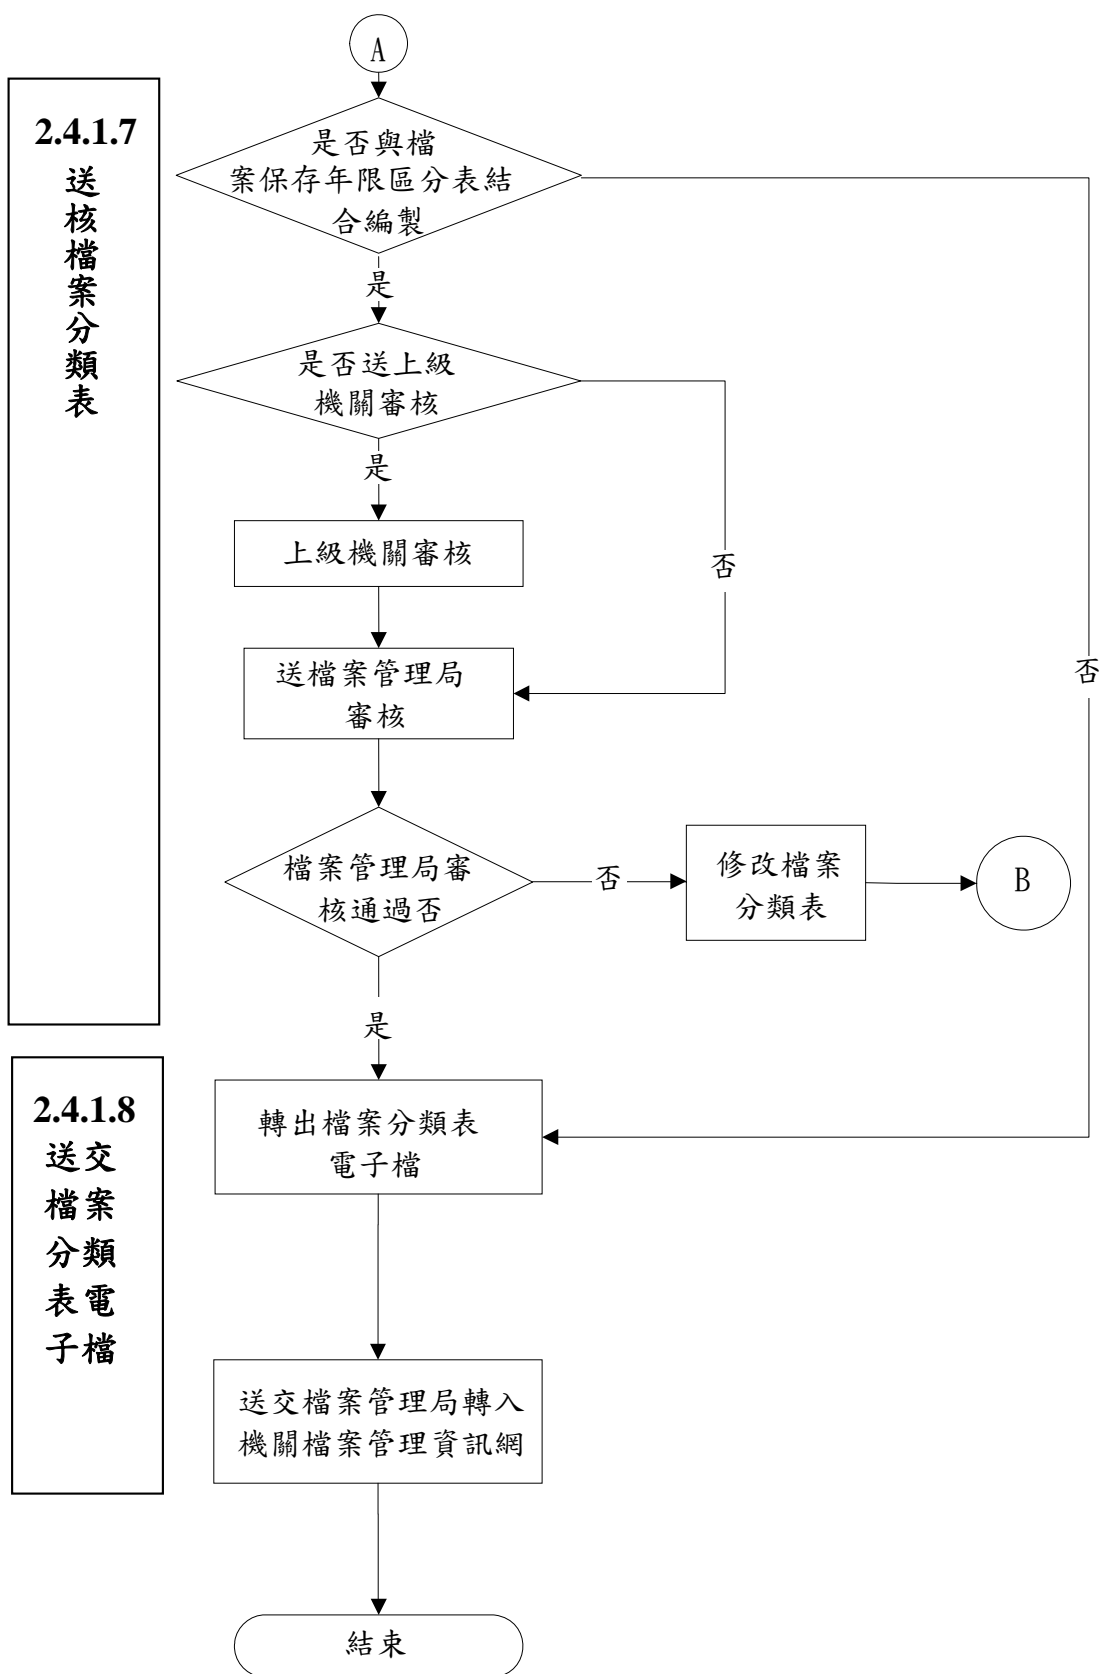 A
2.4.1.7
送
核
檔
案
分
類
表
是否與檔
案保存年限區分表結
合編製
是
是否送上級
機關審核
是
上級機關審核
否
送檔案管理局
審核
否
檔案管理局審
核通過否
否
修改檔案
分類表
B
是
2.4.1.8
送交
檔案
分類
表電
子檔
轉出檔案分類表
電子檔
送交檔案管理局轉入
機關檔案管理資訊網
結束